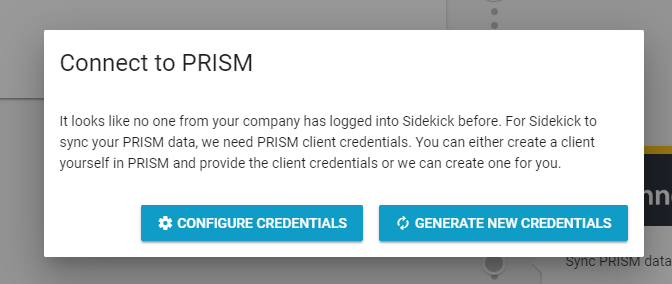 Connect to PRISM
It looks like no one from your company has logged into Sidekick before. For Sidekick to
sync your PRISM data, we need PRISM client credentials. You can either create a client
yourself in PRISM and provide the client credentials or we can create one for you.
CONFIGURE CREDENTIALS
GENERATE NEW CREDENTIALS
Sync PRISM data